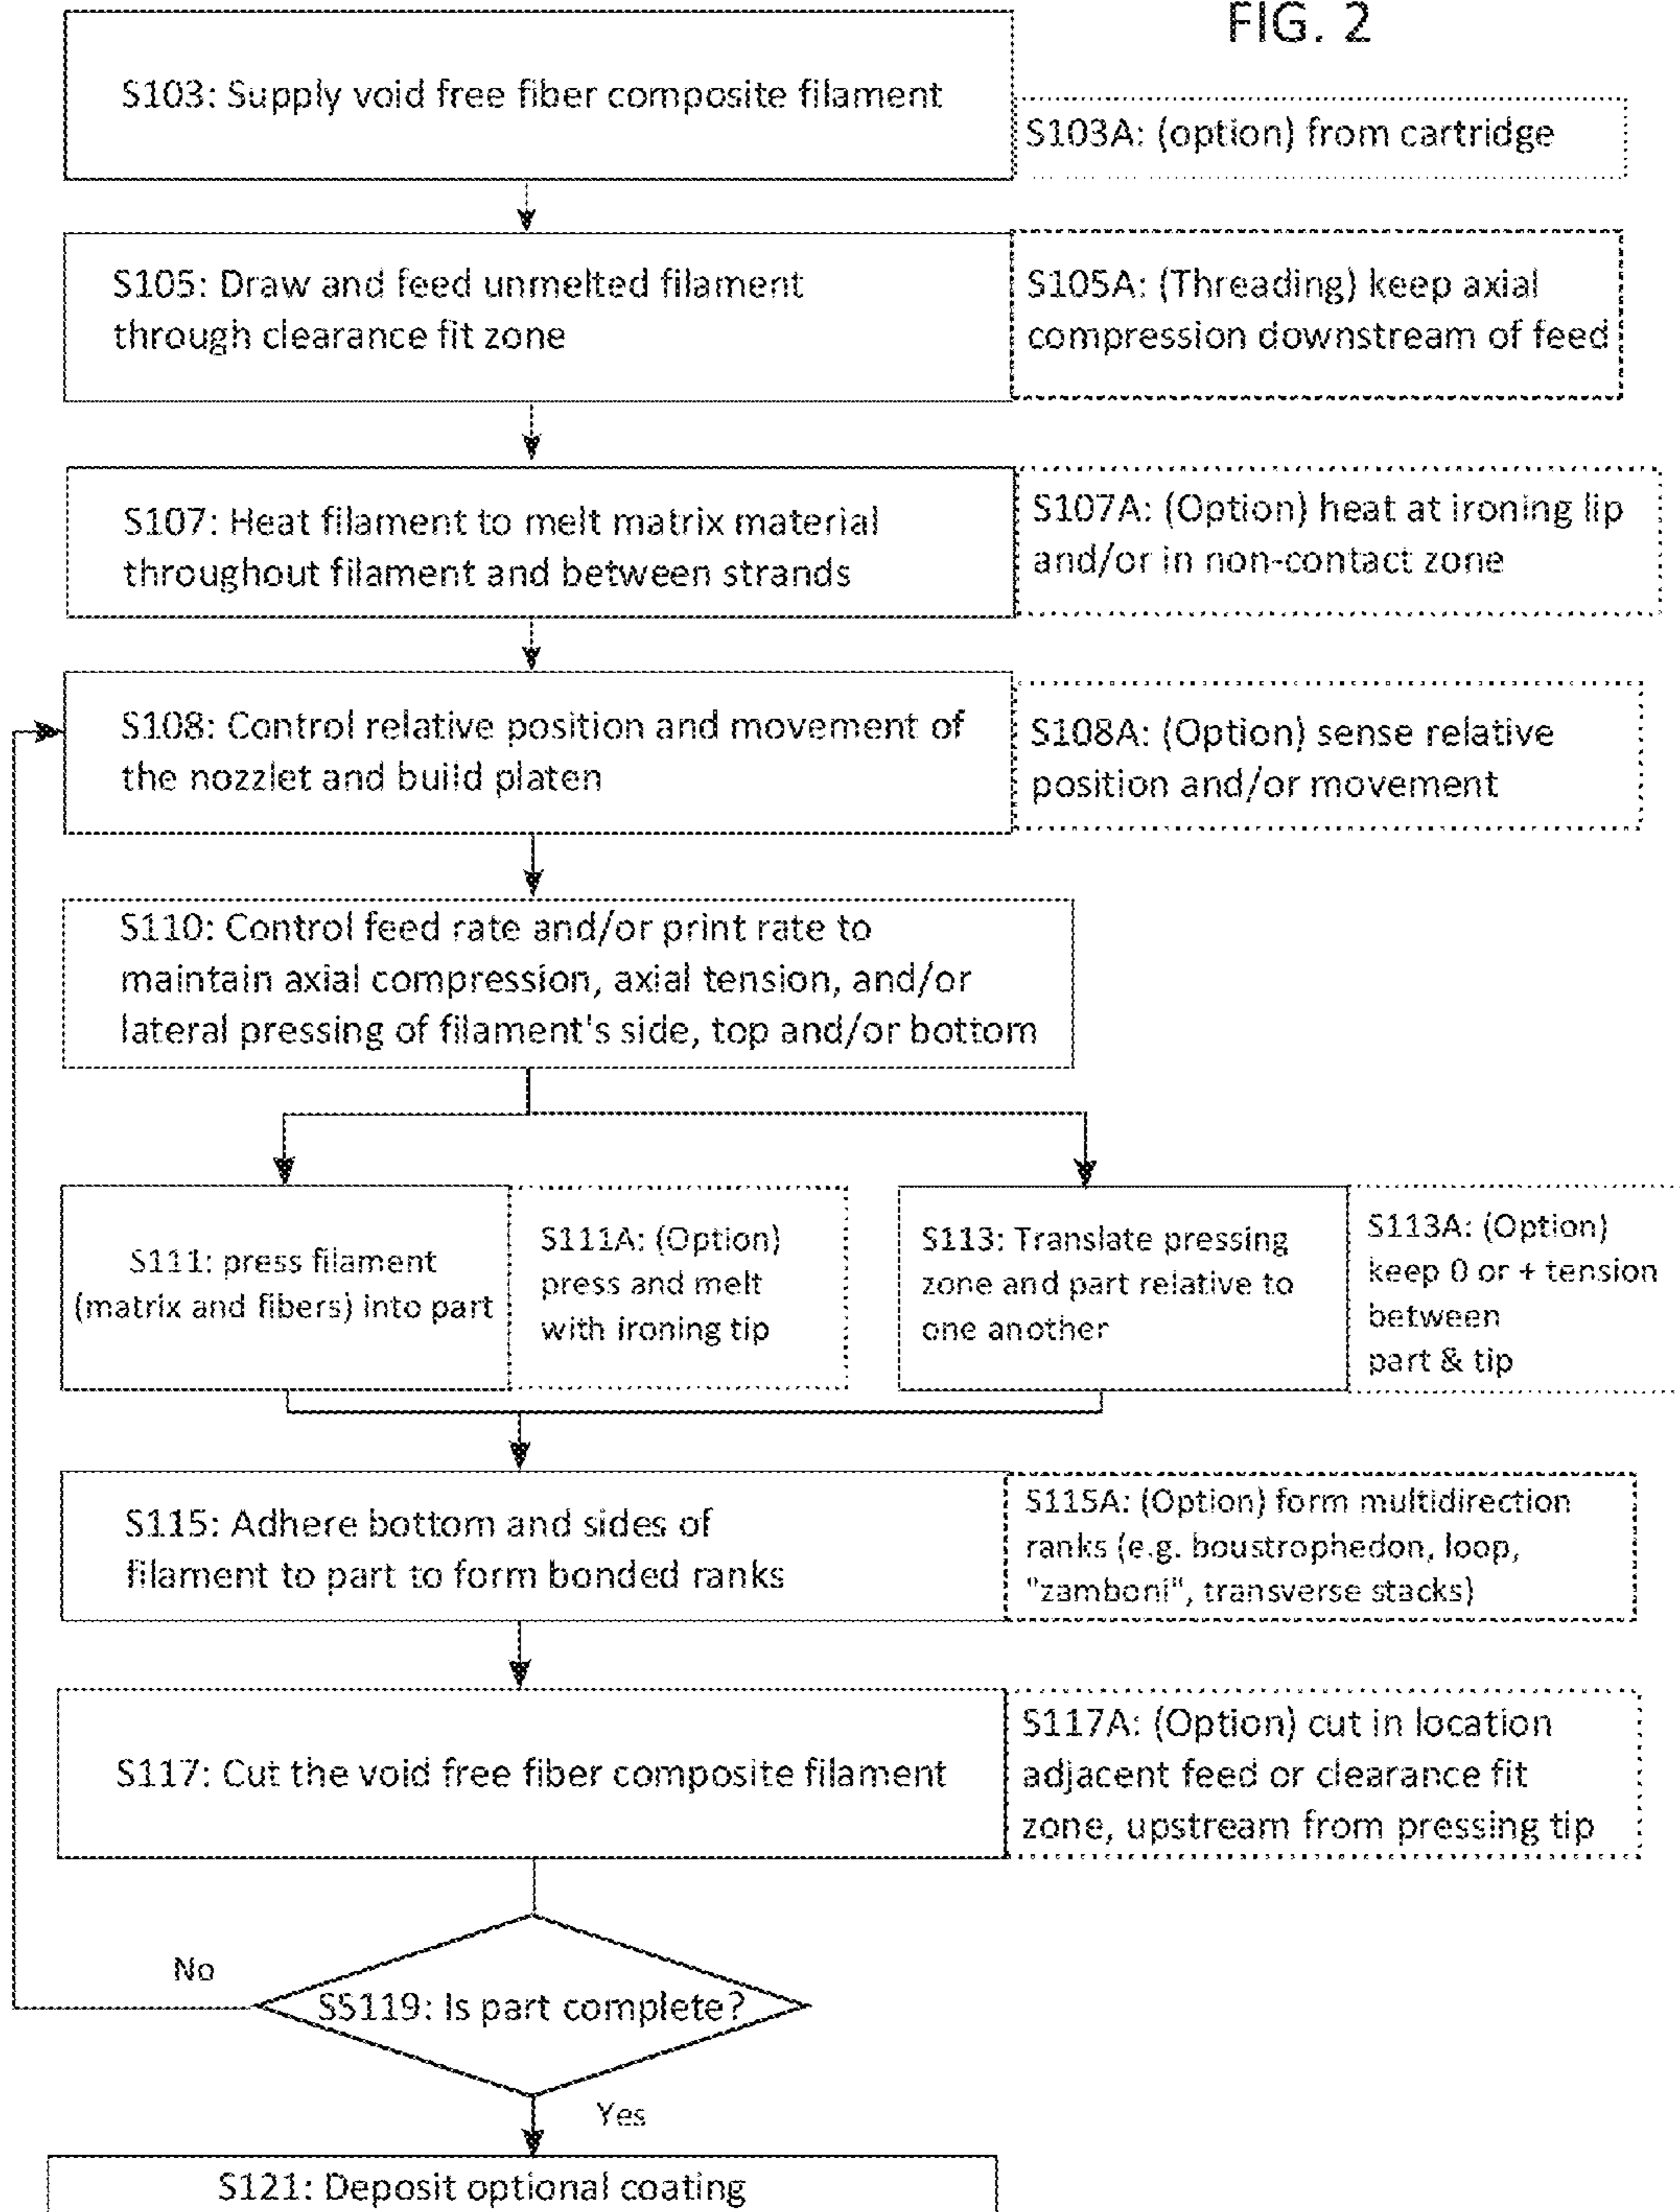 FIG. 2
S103: Supply void free fiber composite filament
S103A: (option) from cartridge
S105: Draw and feed unmelted filament
through clearance fit zone
S105A: (Threading) keep axial
compression downstream of feed
S107: Heat filament to melt matrix material
throughout filament and between strands
S107A: (Option) heat at ironing lip
and/or in non-contact zone
S108: Control relative position and movement of
the nozzlet and build platen
S108A: (Option) sense relative
position and/or movement
S110: Control feed rate and/or print rate to
maintain axial compression, axial tension, and/or
lateral pressing of filament's side, top and/or bottom
S111: press filament
(matrix and fibers) into part
S111A: (Option)
press and melt
with ironing tip
S113: Translate pressing
zone and part relative to
one another
S113A: (Option)
keep 0 or + tension
between
part & tip
S115: Adhere bottom and sides of
filament to part to form bonded ranks
S115A: (Option) form multidirection
ranks (e.g. boustrophedon, loop,
"zamboni", transverse stacks)
S117: Cut the void free fiber composite filament
S117A: (Option) cut in location
adjacent feed or clearance fit
zone, upstream from pressing tip
No
SS119: Is part complete?
Yes
S121: Deposit optional coating